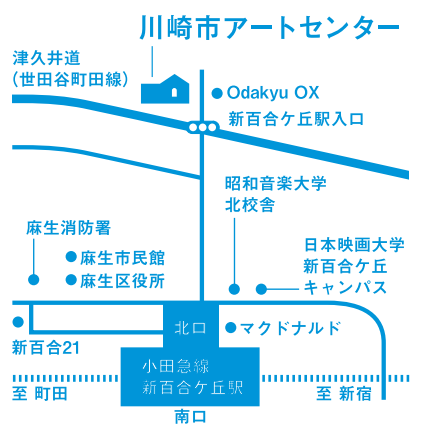 川崎市アートセンター
津久井道
(世田谷町田線)
Odakyu OX
新百合ケ丘駅入口
昭和音楽大学
北校舎
麻生消防署
日本映画大学
新百合ケ丘
キャンパス
麻生市民館
麻生区役所
北口
マクドナルド
新百合21
小田急線
新百合ケ丘駅
至 町田
至 新宿
南口